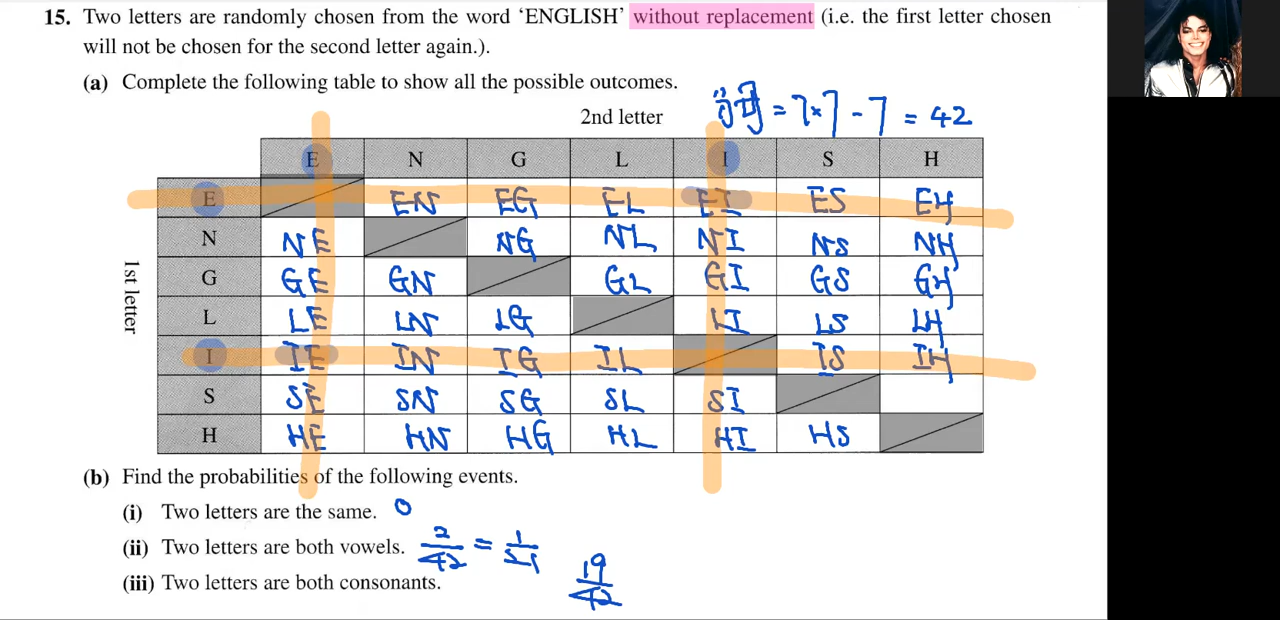 15. Two letters are randomly chosen from the word ‘ENGLISH’ without replacement (i.e. the first letter chosen
will not be chosen for the second letter again.).
(a) Complete the following table to show all the possible outcomes.
= 7×7 - 7 = 42
2nd letter
E N G L I S H
1st letter
E EN EG EL EI ES EH
N NE NG NL NI NS NH
G GE GN GL GI GS GH
L LE LN LG LI LS LH
I IE IN IG IL IS IH
S SE SN SG SL SI
H HE HN HG HL HI HS
(b) Find the probabilities of the following events.
(i) Two letters are the same. 0
(ii) Two letters are both vowels. 2/42 = 1/21
(iii) Two letters are both consonants. 19/42